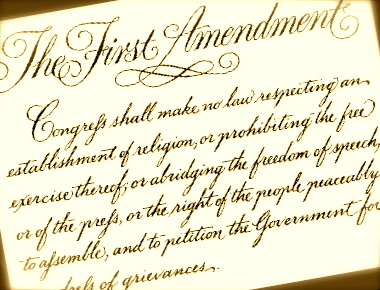 The First Amendment
Congreſs shall make no law respecting an
establishment of religion, or prohibiting the free
exercise thereof; or abridging the freedom of speech,
or of the preſs, or the right of the people peaceably
to aſsemble, and to petition the Government for
of grievances.